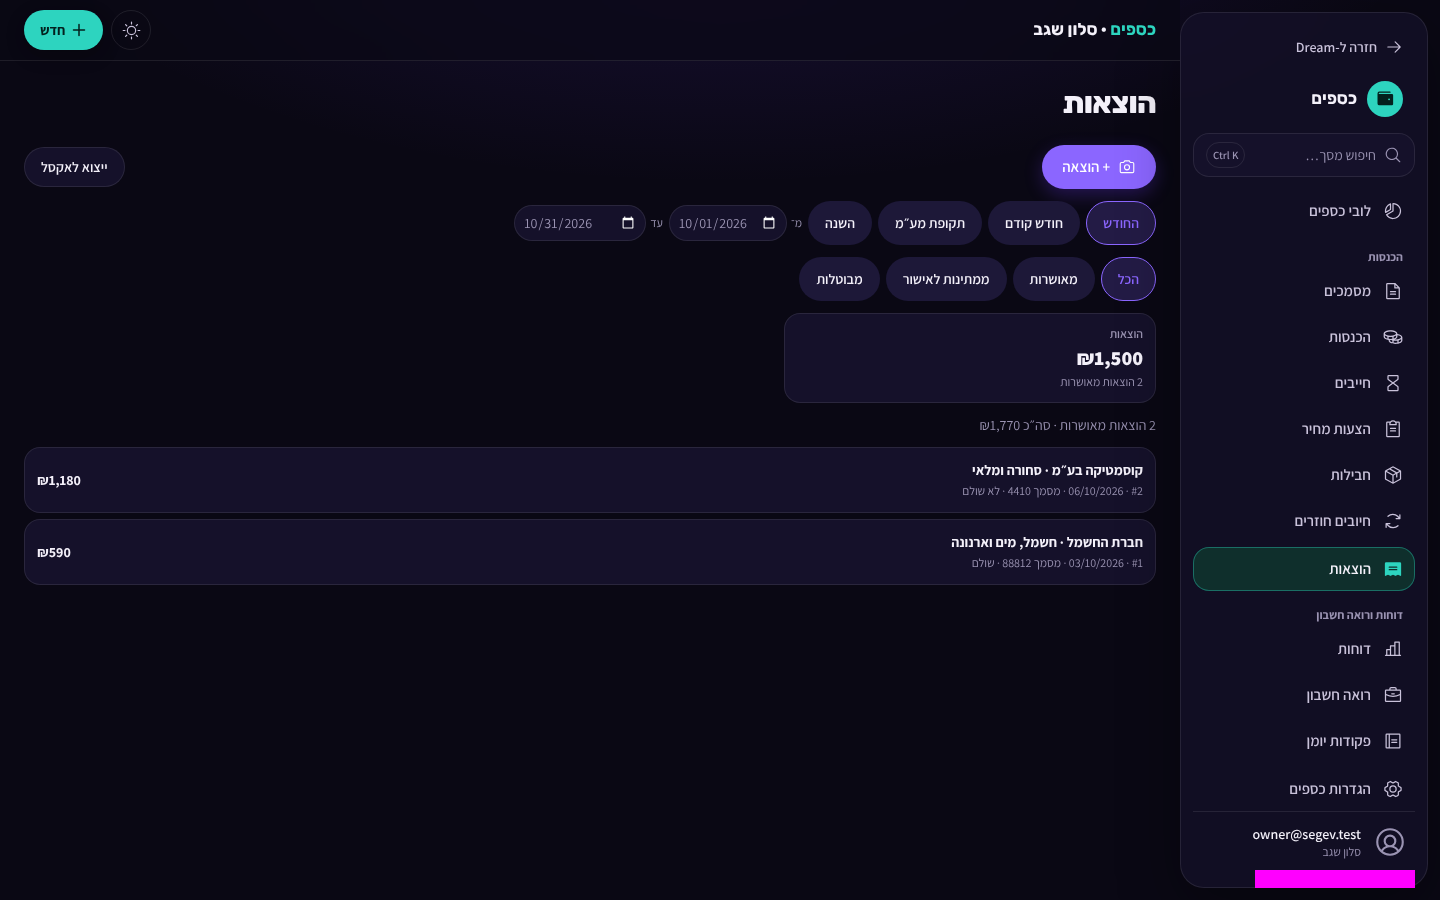 חזרה ל-Dream
כספים
חיפוש מסך...
Ctrl K
לובי כספים
הכנסות
מסמכים
הכנסות
חייבים
הצעות מחיר
חבילות
חיובים חוזרים
הוצאות
דוחות ורואה חשבון
דוחות
רואה חשבון
פקודות יומן
הגדרות כספים
owner@segev.test
סלון שגב
כספים • סלון שגב
+ חדש
הוצאות
+ הוצאה
ייצוא לאקסל
החודש
חודש קודם
תקופת מע״מ
השנה
מ־ 10/01/2026 עד 10/31/2026
הכל
מאושרות
ממתינות לאישור
מבוטלות
הוצאות
₪1,500
2 הוצאות מאושרות
2 הוצאות מאושרות · סה״כ ₪1,770
קוסמטיקה בע״מ · סחורה ומלאי
#2 · 06/10/2026 · מסמך 4410 · לא שולם
₪1,180
חברת החשמל · חשמל, מים וארנונה
#1 · 03/10/2026 · מסמך 88812 · שולם
₪590